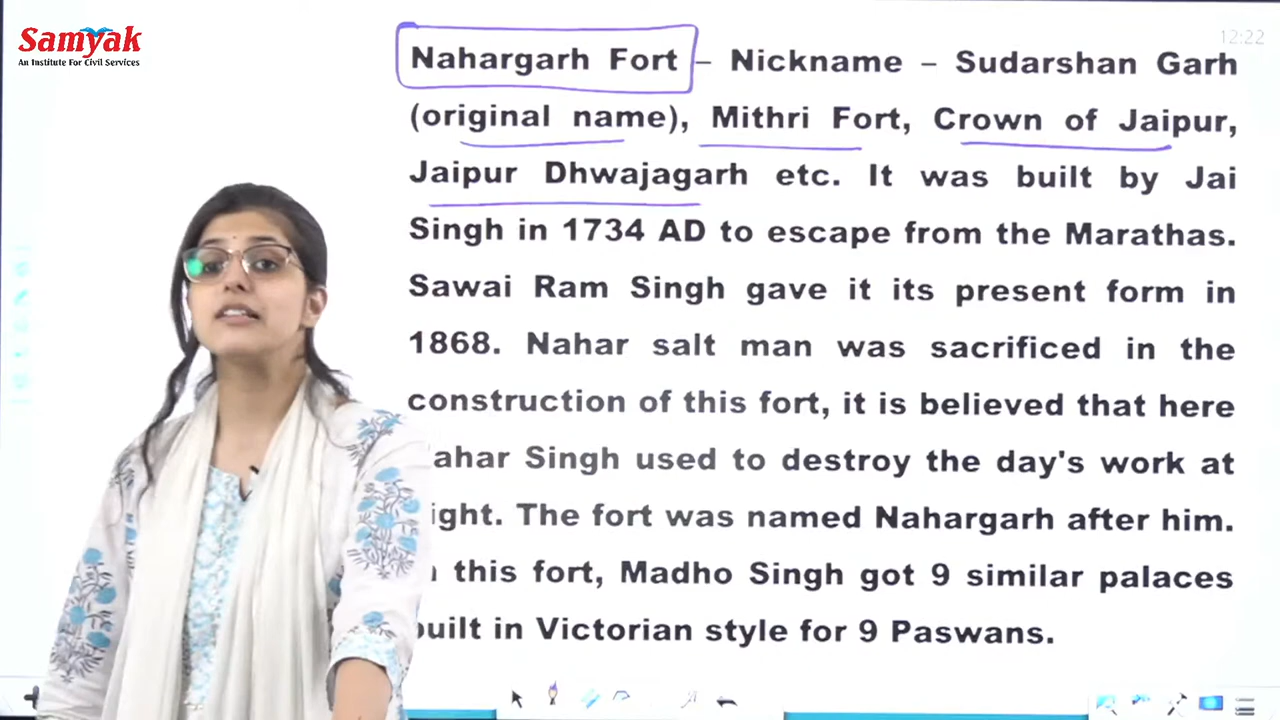 Samyak
An Institute For Civil Services
12:22
Nahargarh Fort – Nickname – Sudarshan Garh
(original name), Mithri Fort, Crown of Jaipur,
Jaipur Dhwajagarh etc. It was built by Jai
Singh in 1734 AD to escape from the Marathas.
Sawai Ram Singh gave it its present form in
1868. Nahar salt man was sacrificed in the
construction of this fort, it is believed that here
ahar Singh used to destroy the day's work at
ight. The fort was named Nahargarh after him.
this fort, Madho Singh got 9 similar palaces
built in Victorian style for 9 Paswans.